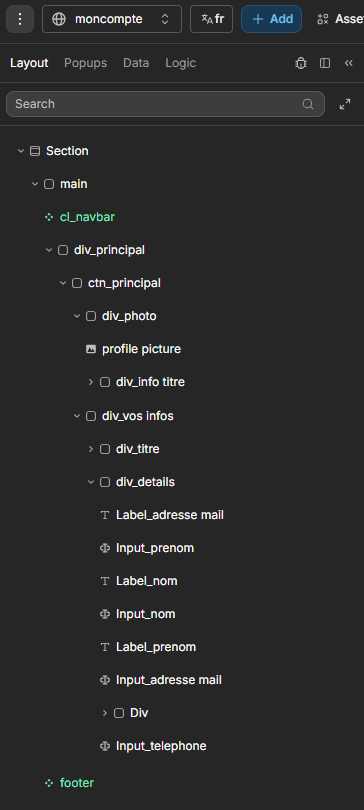 moncompte fr Add Asse
Layout Popups Data Logic
Search
Section
main
cl_navbar
div_principal
ctn_principal
div_photo
profile picture
div_info titre
div_vos infos
div_titre
div_details
Label_adresse mail
Input_prenom
Label_nom
Input_nom
Label_prenom
Input_adresse mail
Div
Input_telephone
footer